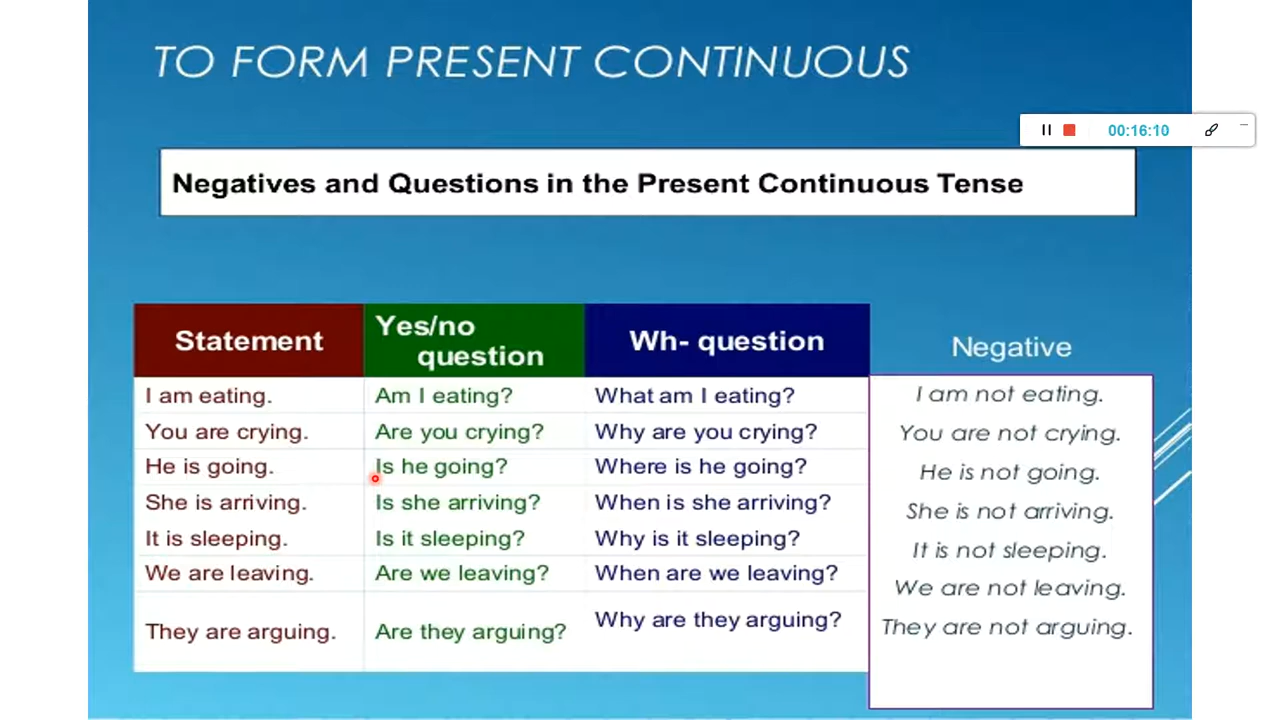 TO FORM PRESENT CONTINUOUS
00:16:10
Negatives and Questions in the Present Continuous Tense
Statement
Yes/no
question
Wh- question
Negative
I am eating.
Am I eating?
What am I eating?
I am not eating.
You are crying.
Are you crying?
Why are you crying?
You are not crying.
He is going.
Is he going?
Where is he going?
He is not going.
She is arriving.
Is she arriving?
When is she arriving?
She is not arriving.
It is sleeping.
Is it sleeping?
Why is it sleeping?
It is not sleeping.
We are leaving.
Are we leaving?
When are we leaving?
We are not leaving.
They are arguing.
Are they arguing?
Why are they arguing?
They are not arguing.